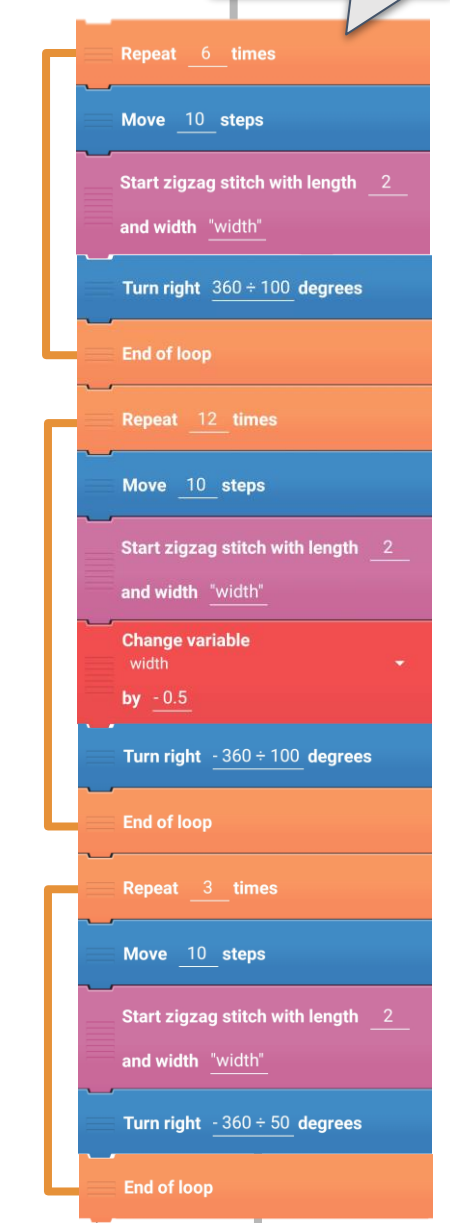 Repeat 6 times
Move 10 steps
Start zigzag stitch with length 2
and width "width"
Turn right 360 ÷ 100 degrees
End of loop
Repeat 12 times
Move 10 steps
Start zigzag stitch with length 2
and width "width"
Change variable
width
by - 0.5
Turn right - 360 ÷ 100 degrees
End of loop
Repeat 3 times
Move 10 steps
Start zigzag stitch with length 2
and width "width"
Turn right - 360 ÷ 50 degrees
End of loop